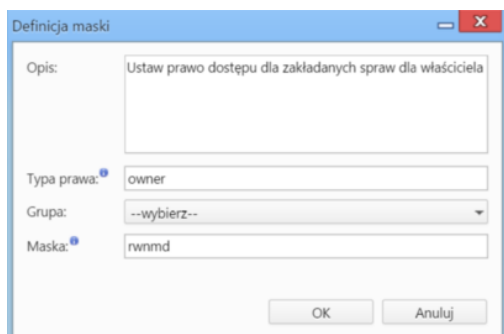 Definicja maski
Opis:
Ustaw prawo dostępu dla zakładanych spraw dla właściciela
Typa prawa:
owner
Grupa:
--wybierz--
Maska:
rwnmd
OK
Anuluj